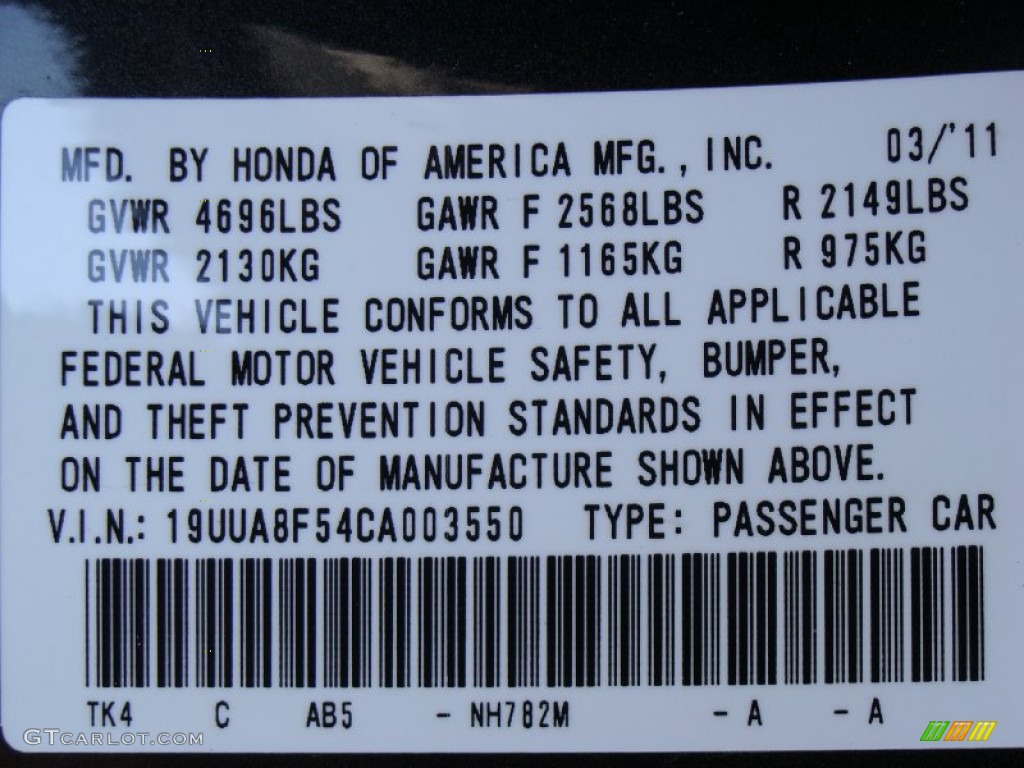 MFD. BY HONDA OF AMERICA MFG., INC. 03/'11
GVWR 4696LBS GAWR F 2568LBS R 2149LBS
GVWR 2130KG GAWR F 1165KG R 975KG
THIS VEHICLE CONFORMS TO ALL APPLICABLE
FEDERAL MOTOR VEHICLE SAFETY, BUMPER,
AND THEFT PREVENTION STANDARDS IN EFFECT
ON THE DATE OF MANUFACTURE SHOWN ABOVE.
V.I.N.: 19UUA8F54CA003550 TYPE: PASSENGER CAR
TK4 C AB5 - NH782M - A - A
GTCARLOT.COM